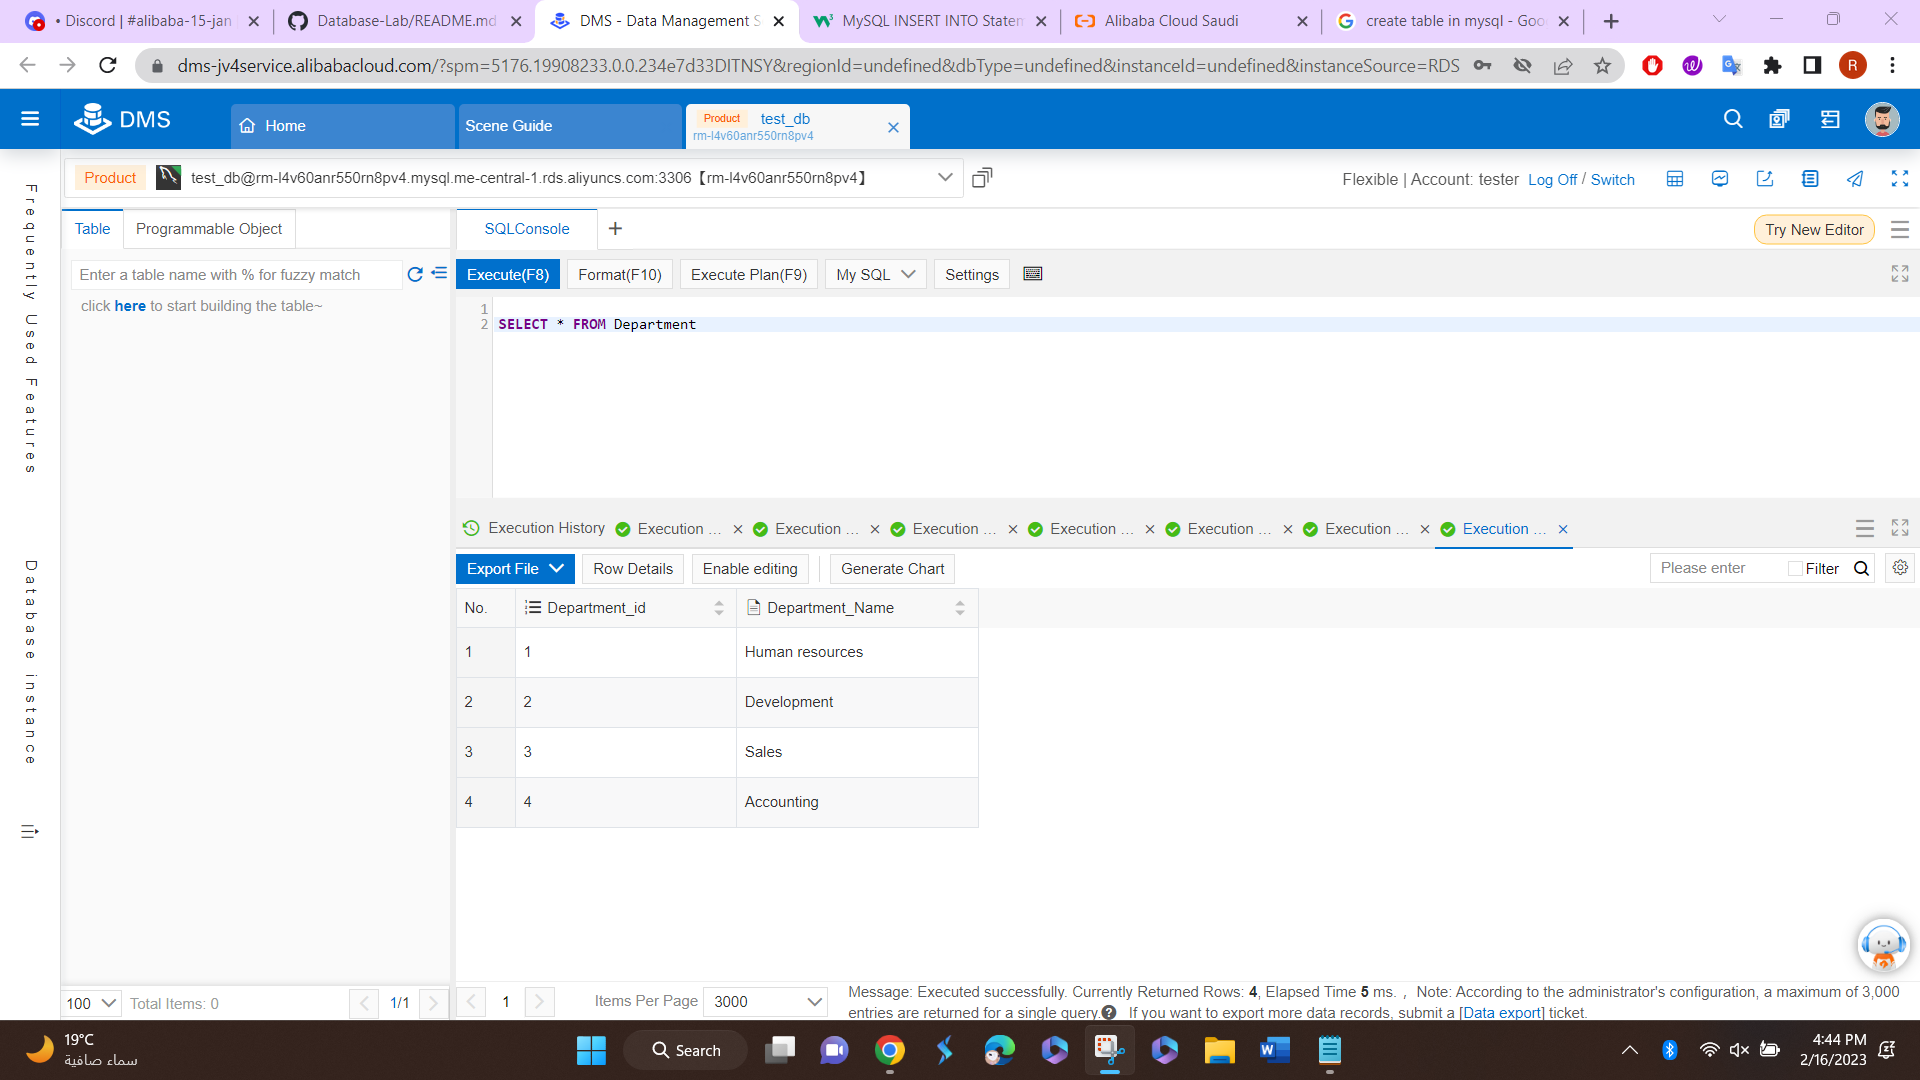 • Discord | #alibaba-15-jan
Database-Lab/README.md
DMS - Data Management S
MySQL INSERT INTO Statem
Alibaba Cloud Saudi
create table in mysql - Goo
dms-jv4service.alibabacloud.com/?spm=5176.19908233.0.0.234e7d33DITNSY&regionId=undefined&dbType=undefined&instanceId=undefined&instanceSource=RDS
R
DMS
Home
Scene Guide
Product
test_db
rm-l4v60anr550rn8pv4
Product
test_db@rm-l4v60anr550rn8pv4.mysql.me-central-1.rds.aliyuncs.com:3306【rm-l4v60anr550rn8pv4】
Flexible | Account: tester Log Off / Switch
Frequently Used Features
Database instance
Table
Programmable Object
SQLConsole
Try New Editor
Enter a table name with % for fuzzy match
click here to start building the table~
Execute(F8)
Format(F10)
Execute Plan(F9)
My SQL
Settings
1
2 SELECT * FROM Department
Execution History
Execution ...
Execution ...
Execution ...
Execution ...
Execution ...
Execution ...
Execution ...
Export File
Row Details
Enable editing
Generate Chart
Please enter
Filter
No. Department_id Department_Name
1 1 Human resources
2 2 Development
3 3 Sales
4 4 Accounting
100 Total Items: 0
1/1
1
Items Per Page 3000
Message: Executed successfully. Currently Returned Rows: 4, Elapsed Time 5 ms. , Note: According to the administrator's configuration, a maximum of 3,000
entries are returned for a single query. If you want to export more data records, submit a [Data export] ticket.
19°C
سماء صافية
Search
4:44 PM
2/16/2023